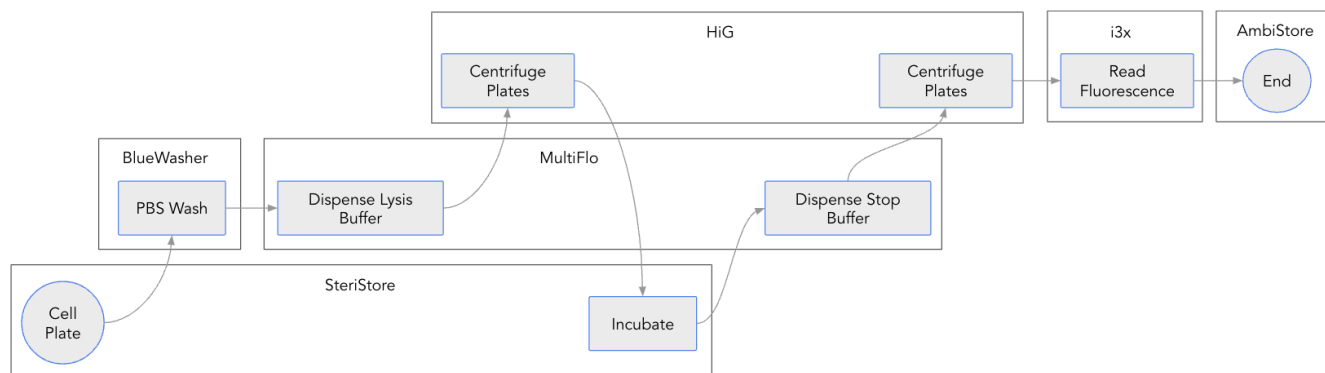 HiG
Centrifuge
Plates
Centrifuge
Plates
i3x
Read
Fluorescence
AmbiStore
End
BlueWasher
PBS Wash
MultiFlo
Dispense Lysis
Buffer
Dispense Stop
Buffer
SteriStore
Cell
Plate
Incubate